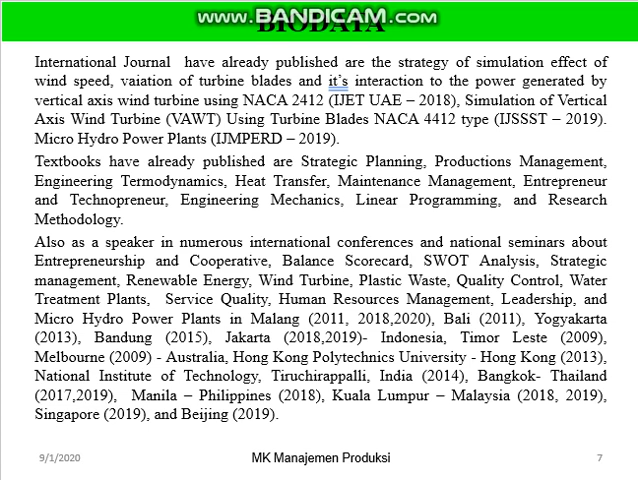 www.BANDICAM.com
BIODATA
International Journal have already published are the strategy of simulation effect of
wind speed, vaiation of turbine blades and it's interaction to the power generated by
vertical axis wind turbine using NACA 2412 (IJET UAE – 2018), Simulation of Vertical
Axis Wind Turbine (VAWT) Using Turbine Blades NACA 4412 type (IJSSST – 2019).
Micro Hydro Power Plants (IJMPERD – 2019).
Textbooks have already published are Strategic Planning, Productions Management,
Engineering Termodynamics, Heat Transfer, Maintenance Management, Entrepreneur
and Technopreneur, Engineering Mechanics, Linear Programming, and Research
Methodology.
Also as a speaker in numerous international conferences and national seminars about
Entrepreneurship and Cooperative, Balance Scorecard, SWOT Analysis, Strategic
management, Renewable Energy, Wind Turbine, Plastic Waste, Quality Control, Water
Treatment Plants, Service Quality, Human Resources Management, Leadership, and
Micro Hydro Power Plants in Malang (2011, 2018,2020), Bali (2011), Yogyakarta
(2013), Bandung (2015), Jakarta (2018,2019)- Indonesia, Timor Leste (2009),
Melbourne (2009) - Australia, Hong Kong Polytechnics University - Hong Kong (2013),
National Institute of Technology, Tiruchirappalli, India (2014), Bangkok- Thailand
(2017,2019), Manila – Philippines (2018), Kuala Lumpur – Malaysia (2018, 2019),
Singapore (2019), and Beijing (2019).
9/1/2020 MK Manajemen Produksi 7